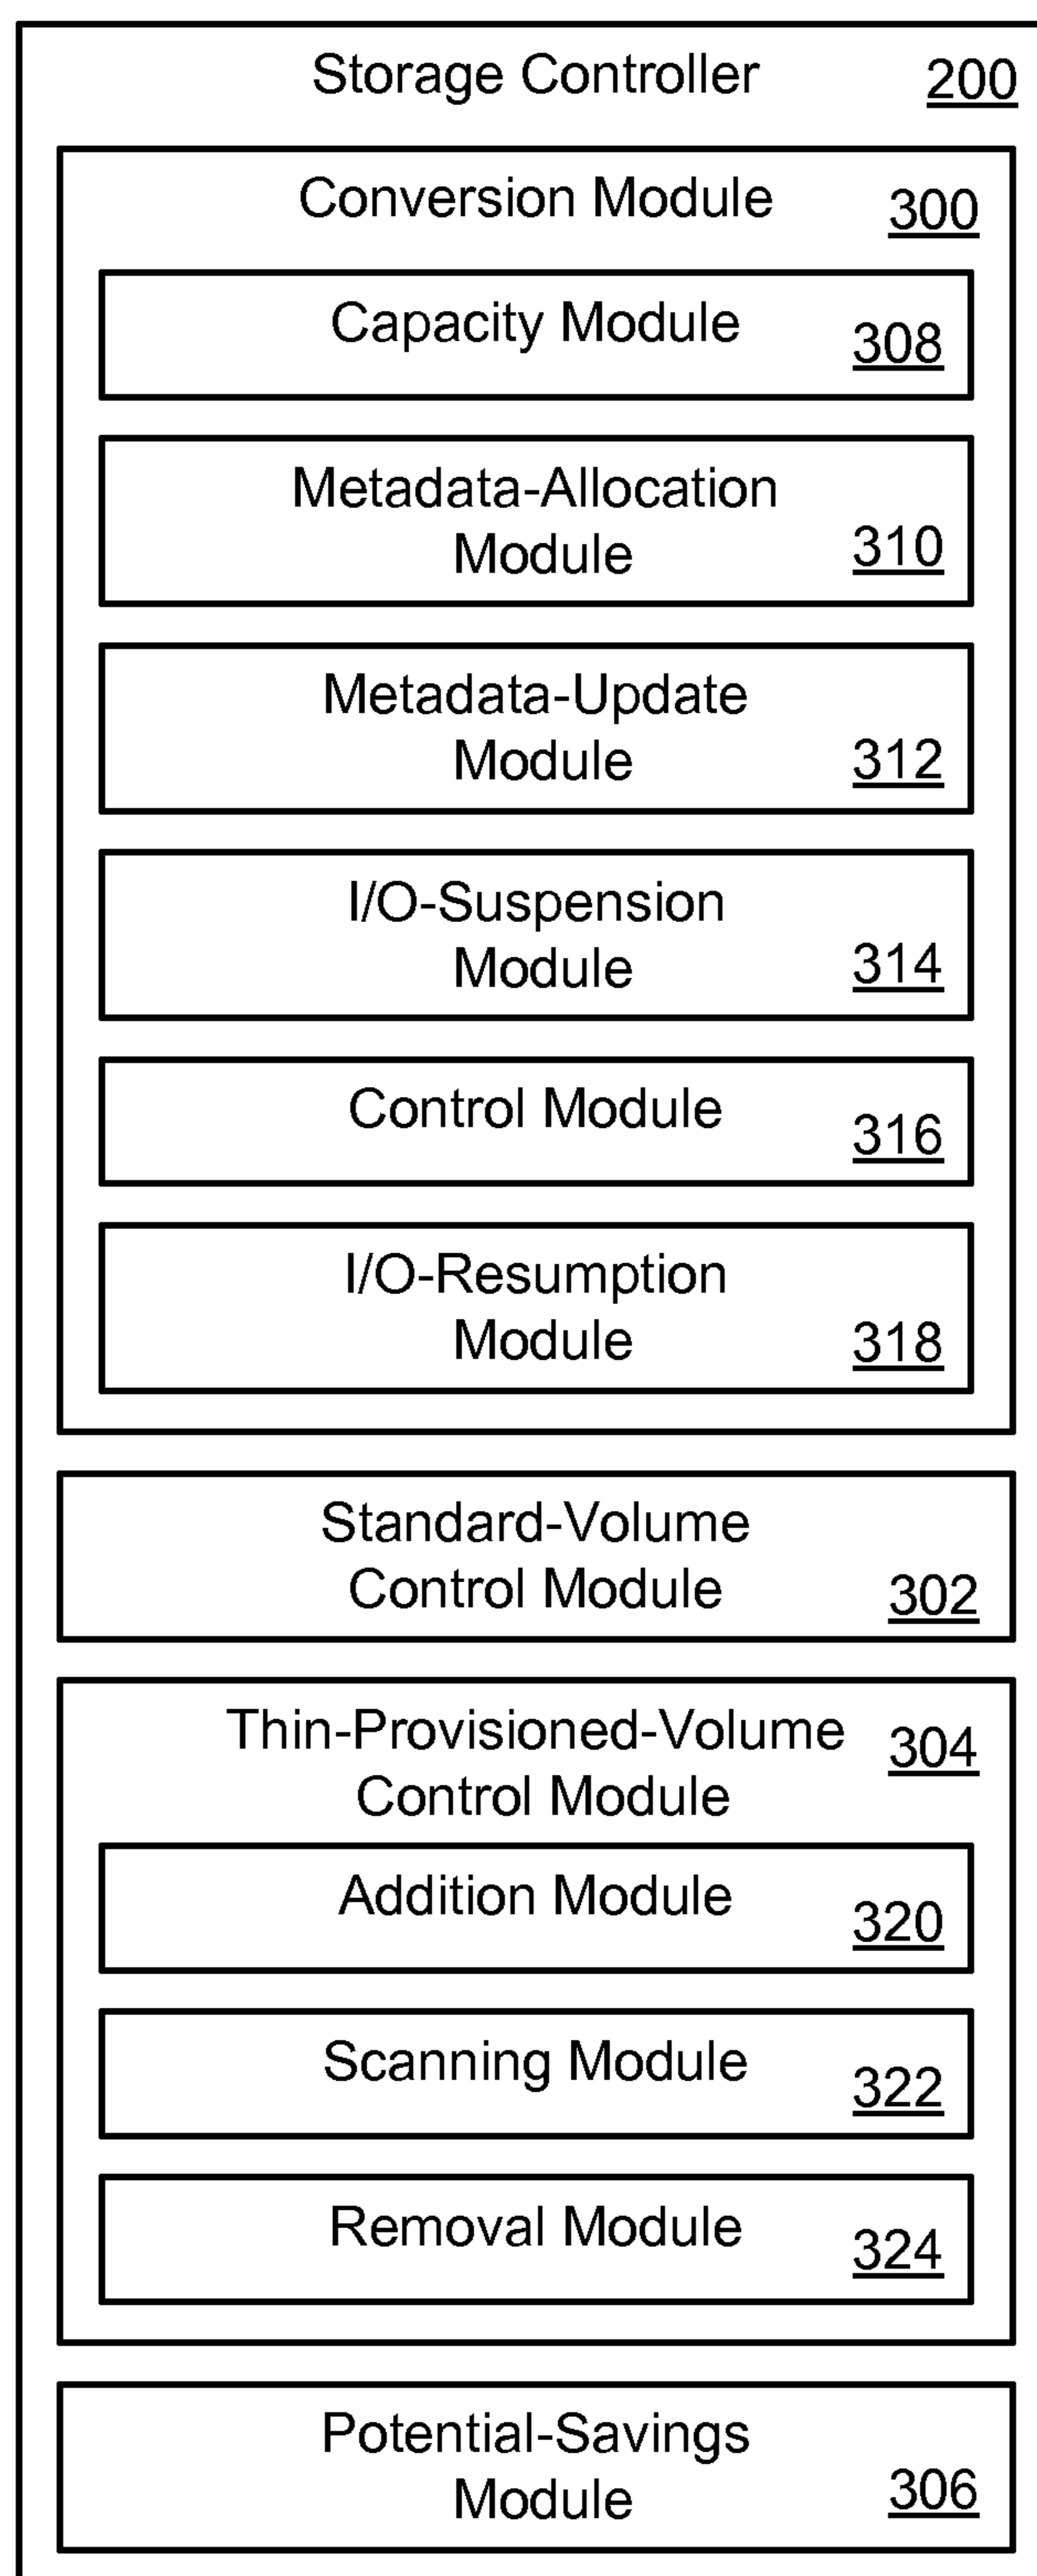 Storage Controller 200
Conversion Module 300
Capacity Module 308
Metadata-Allocation
Module 310
Metadata-Update
Module 312
I/O-Suspension
Module 314
Control Module 316
I/O-Resumption
Module 318
Standard-Volume
Control Module 302
Thin-Provisioned-Volume 304
Control Module
Addition Module 320
Scanning Module 322
Removal Module 324
Potential-Savings
Module 306